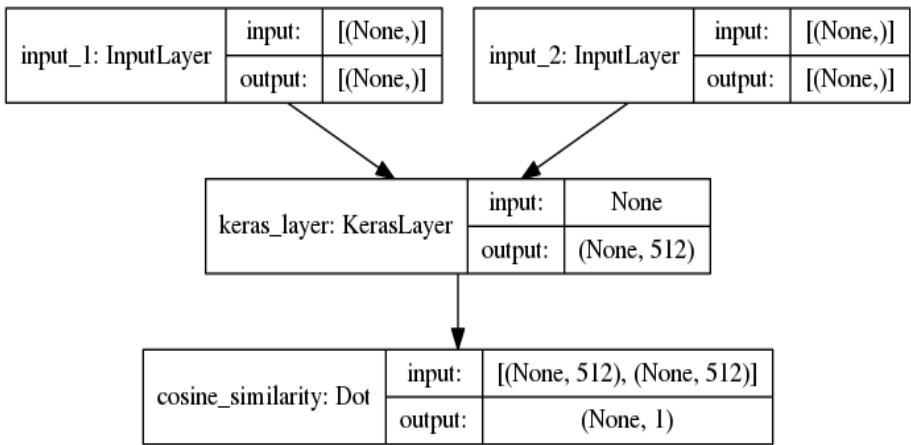 input_1: InputLayer
input: [(None,)]
output: [(None,)]
input_2: InputLayer
input: [(None,)]
output: [(None,)]
keras_layer: KerasLayer
input: None
output: (None, 512)
cosine_similarity: Dot
input: [(None, 512), (None, 512)]
output: (None, 1)